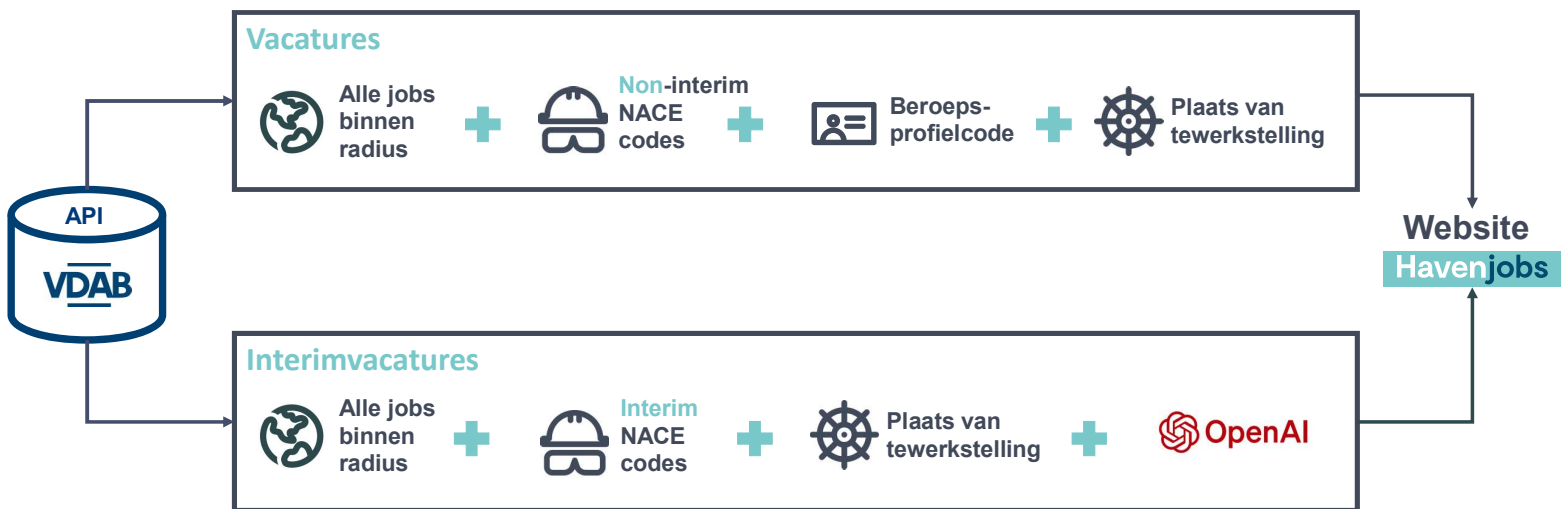 Vacatures
Alle jobs
binnen
radius
Non-interim
NACE
codes
Beroeps-
profielcode
Plaats van
tewerkstelling
API
VDAB
Website
Havenjobs
Interimvacatures
Alle jobs
binnen
radius
Interim
NACE
codes
Plaats van
tewerkstelling
OpenAI